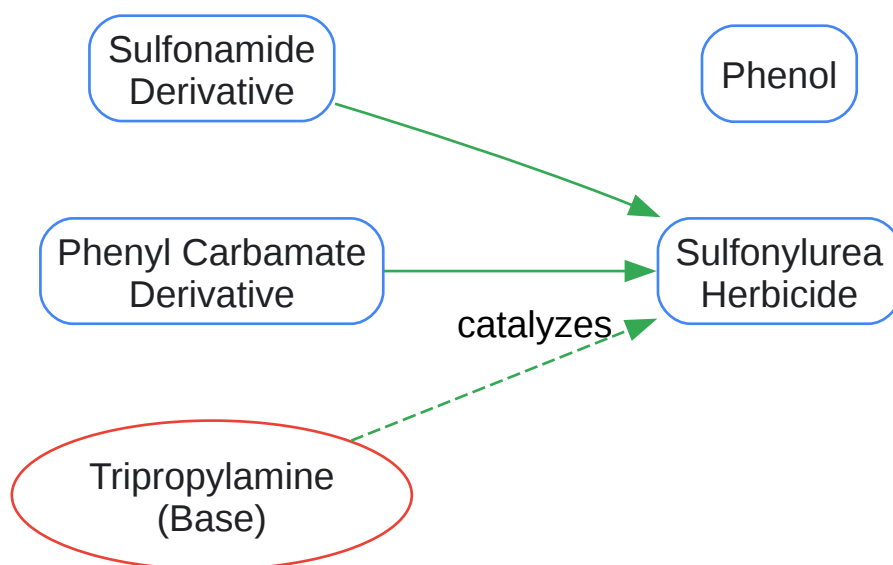 Sulfonamide
Derivative
Phenol
Phenyl Carbamate
Derivative
Sulfonylurea
Herbicide
catalyzes
Tripropylamine
(Base)